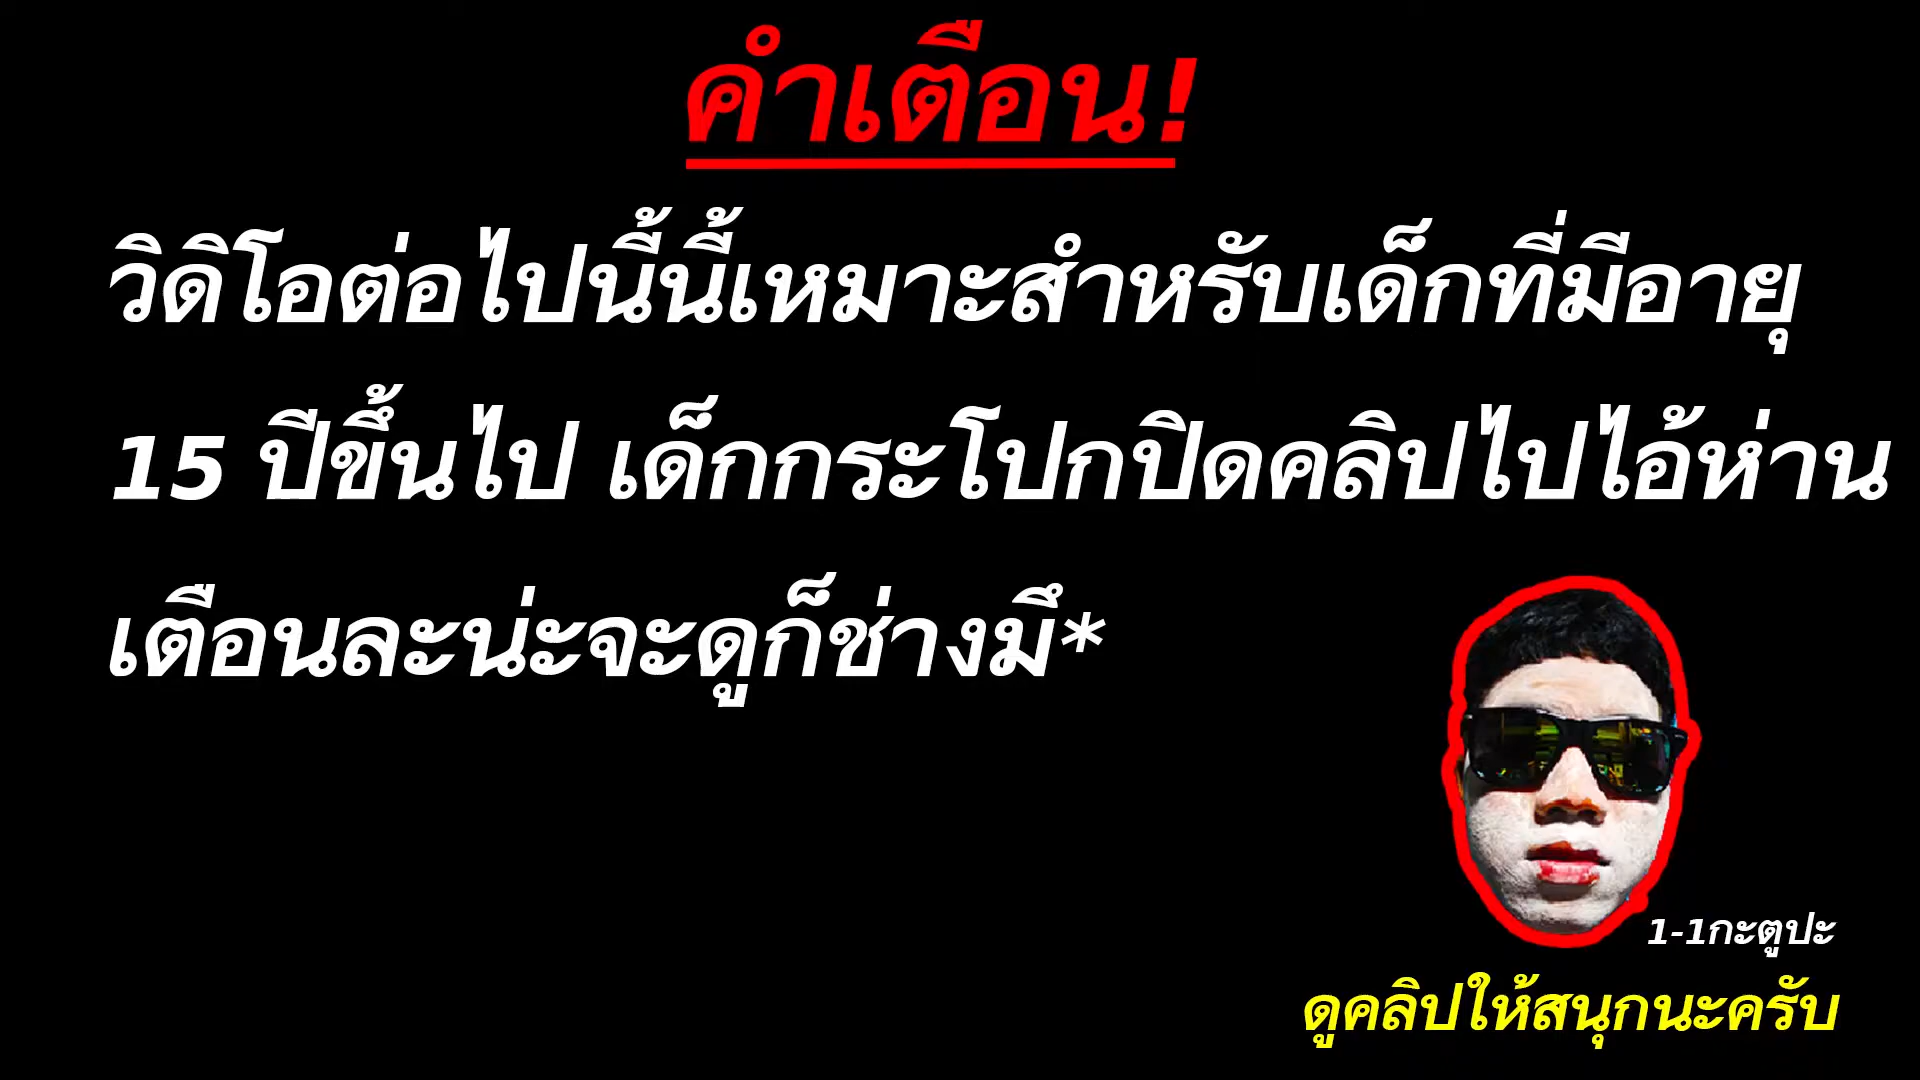 คำเตือน!
วิดิโอต่อไปนี้นี้เหมาะสำหรับเด็กที่มีอายุ
15 ปีขึ้นไป เด็กกระโปกปิดคลิปไปไอ้ห่าน
เตือนละน่ะจะดูก็ช่างมึ*
1-1กะตูปะ
ดูคลิปให้สนุกนะครับ